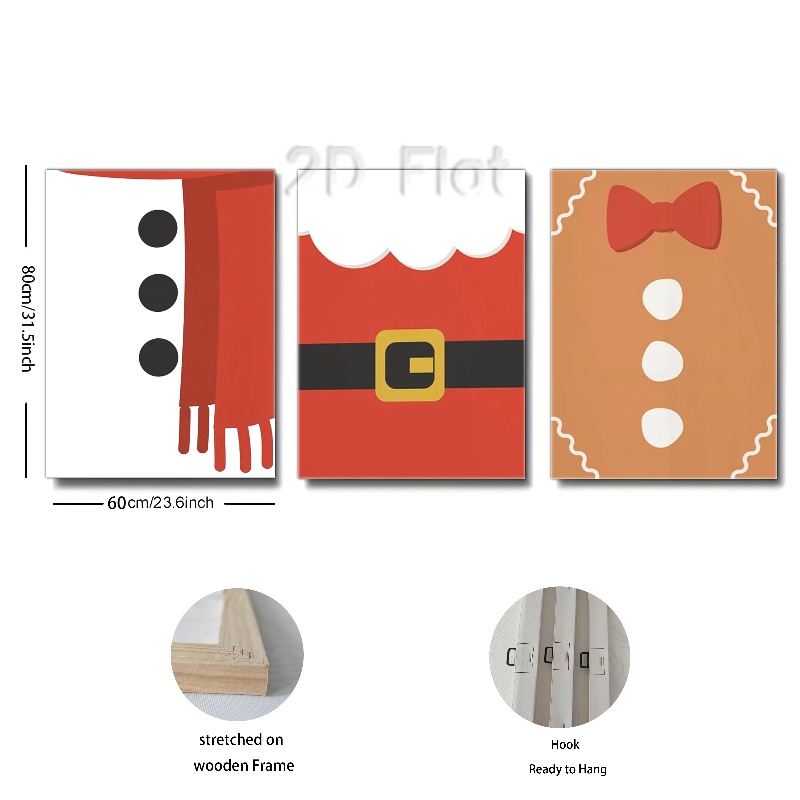 2D Flat
80cm/31.5inch
60cm/23.6inch
stretched on
wooden Frame
Hook
Ready to Hang